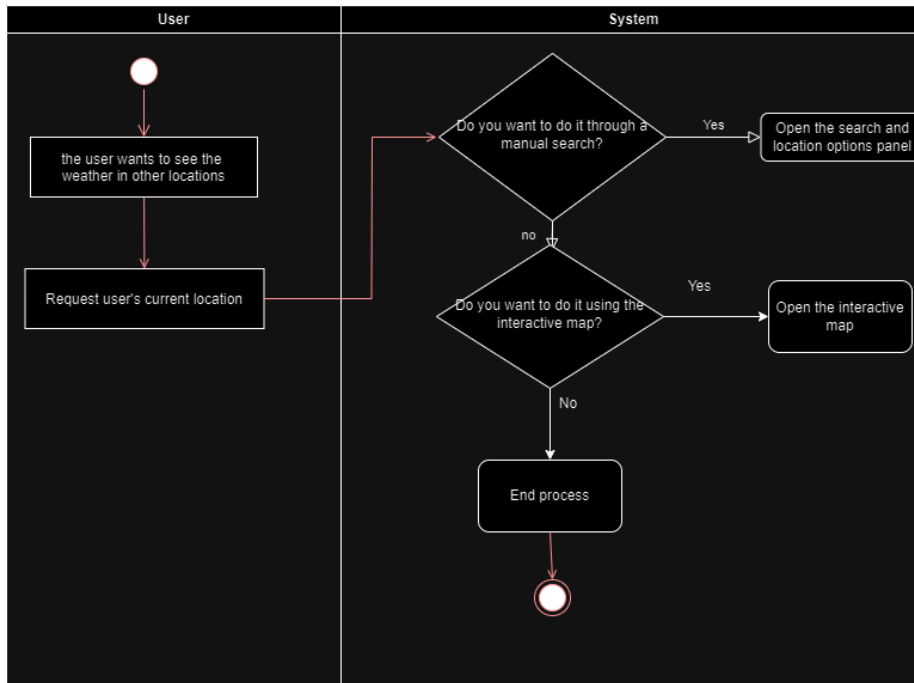 User
System
the user wants to see the
weather in other locations
Request user's current location
Do you want to do it through a
manual search?
Yes
Open the search and
location options panel
no
Do you want to do it using the
interactive map?
Yes
Open the interactive
map
No
End process